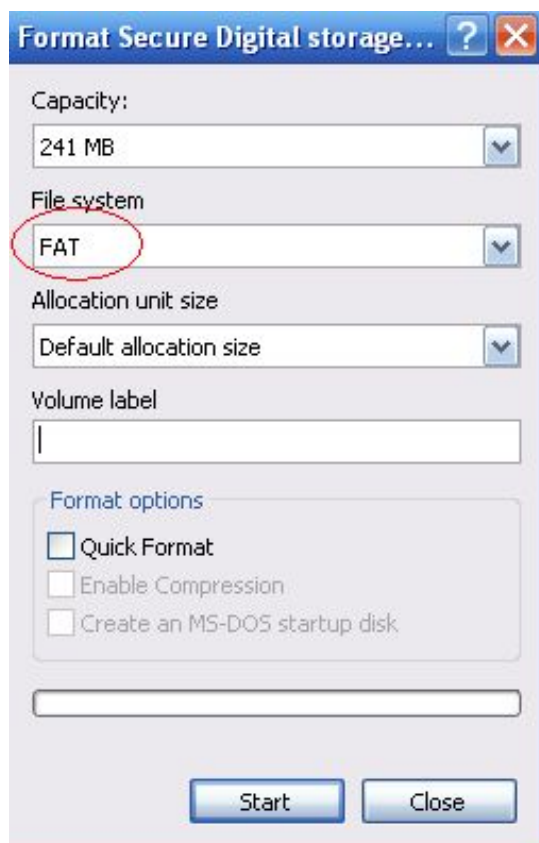 Format Secure Digital storage...
Capacity:
241 MB
File system
FAT
Allocation unit size
Default allocation size
Volume label
Format options
Quick Format
Enable Compression
Create an MS-DOS startup disk
Start Close